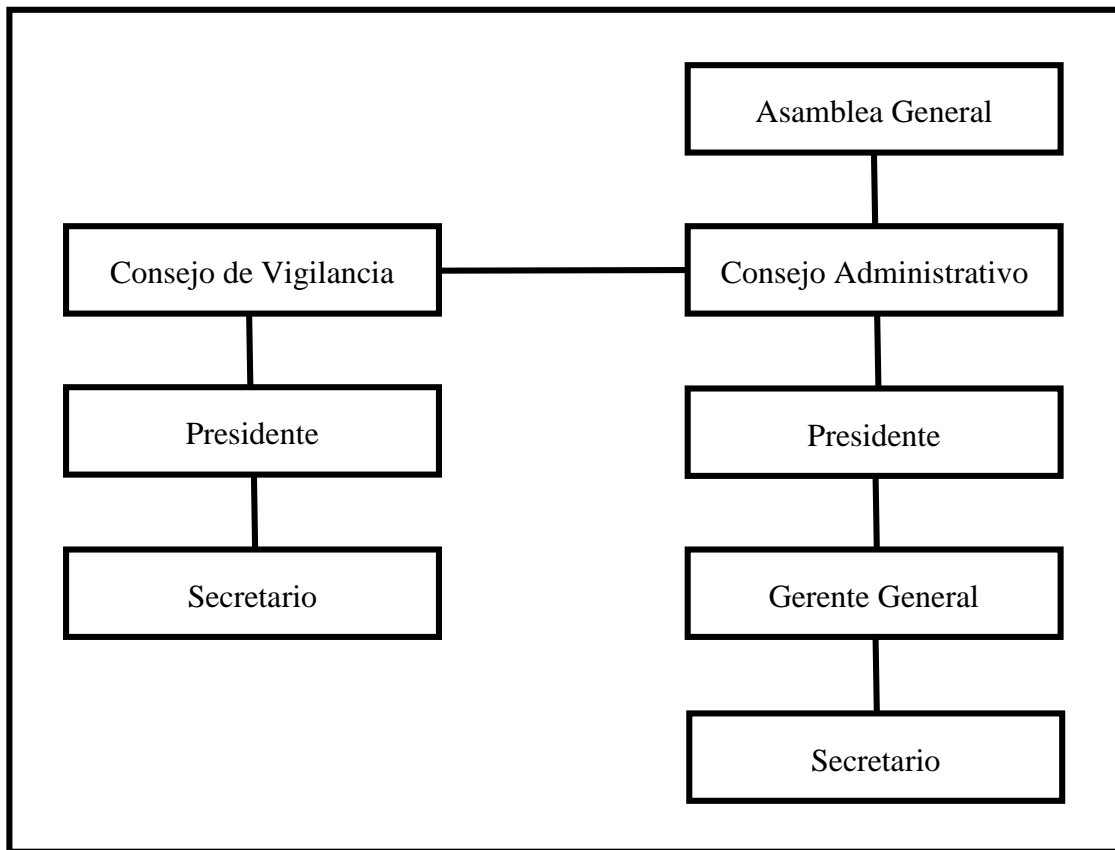 Asamblea General
Consejo de Vigilancia
Consejo Administrativo
Presidente
Presidente
Secretario
Gerente General
Secretario